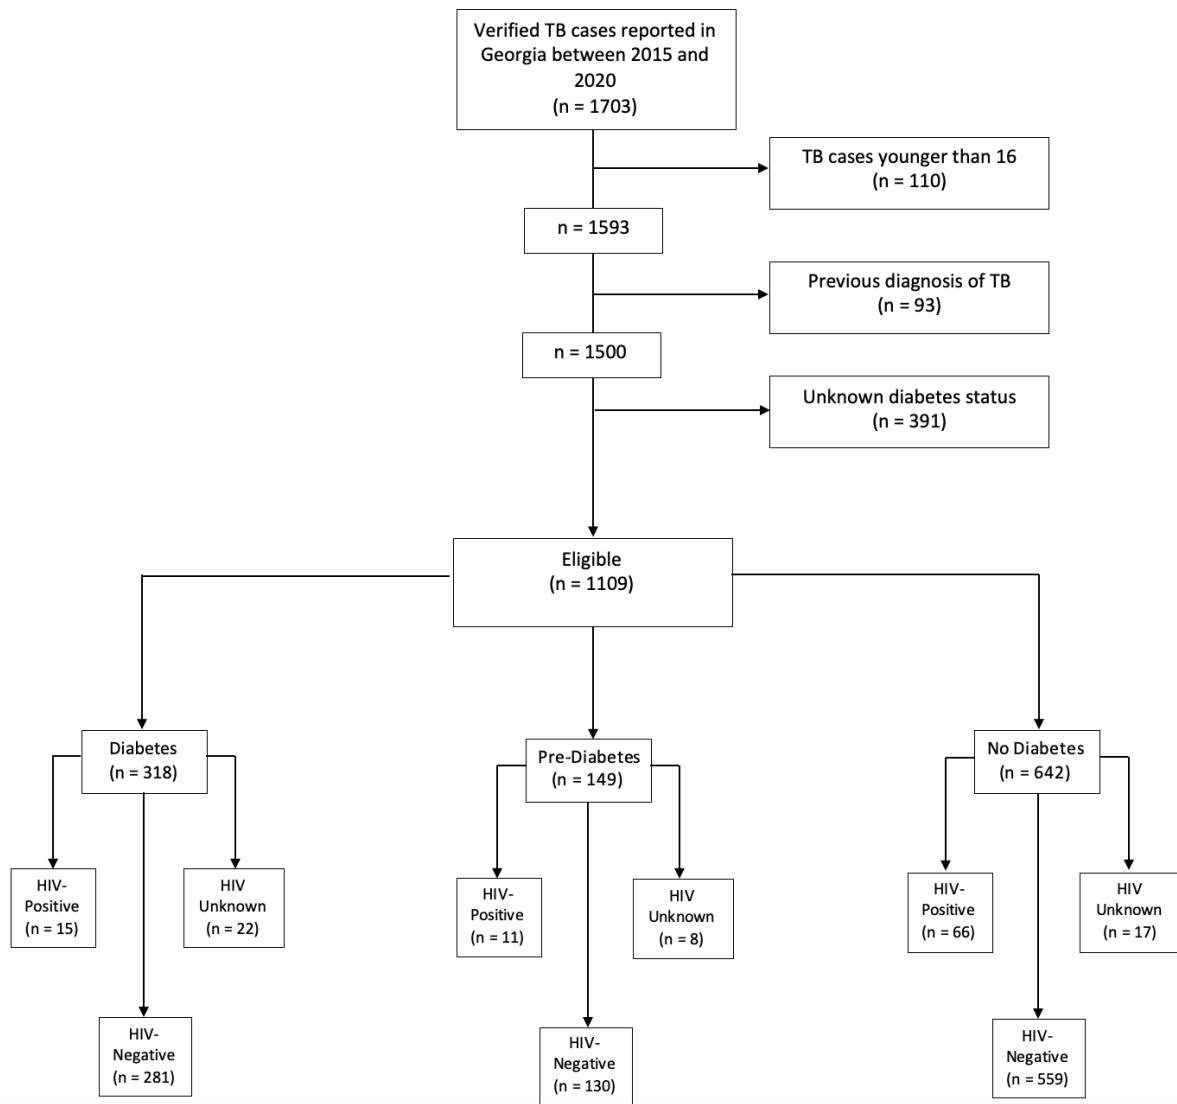 Verified TB cases reported in
Georgia between 2015 and
2020
(n = 1703)
TB cases younger than 16
(n = 110)
n = 1593
Previous diagnosis of TB
(n = 93)
n = 1500
Unknown diabetes status
(n = 391)
Eligible
(n = 1109)
Diabetes
(n = 318)
Pre-Diabetes
(n = 149)
No Diabetes
(n = 642)
HIV-
Positive
(n = 15)
HIV
Unknown
(n = 22)
HIV-
Positive
(n = 11)
HIV
Unknown
(n = 8)
HIV-
Positive
(n = 66)
HIV
Unknown
(n = 17)
HIV-
Negative
(n = 281)
HIV-
Negative
(n = 130)
HIV-
Negative
(n = 559)